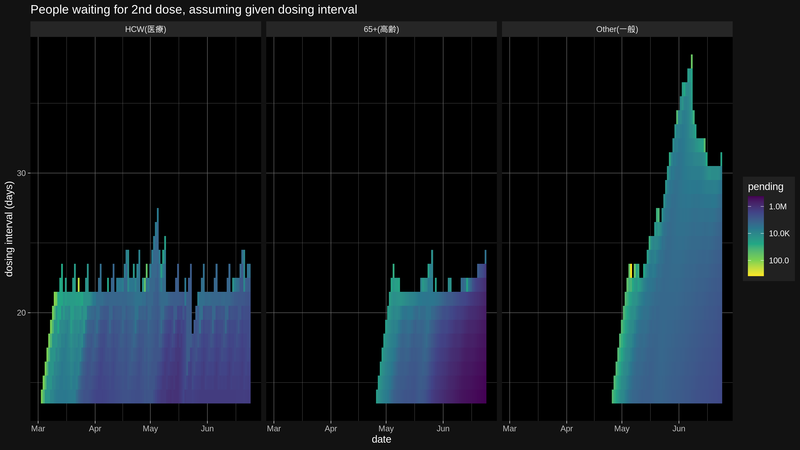 People waiting for 2nd dose, assuming given dosing interval
HCW(医療)
65+(高齢)
Other(一般)
dosing interval (days)
30
20
Mar Apr May Jun
Mar Apr May Jun
Mar Apr May Jun
date
pending
1.0M
10.0K
100.0